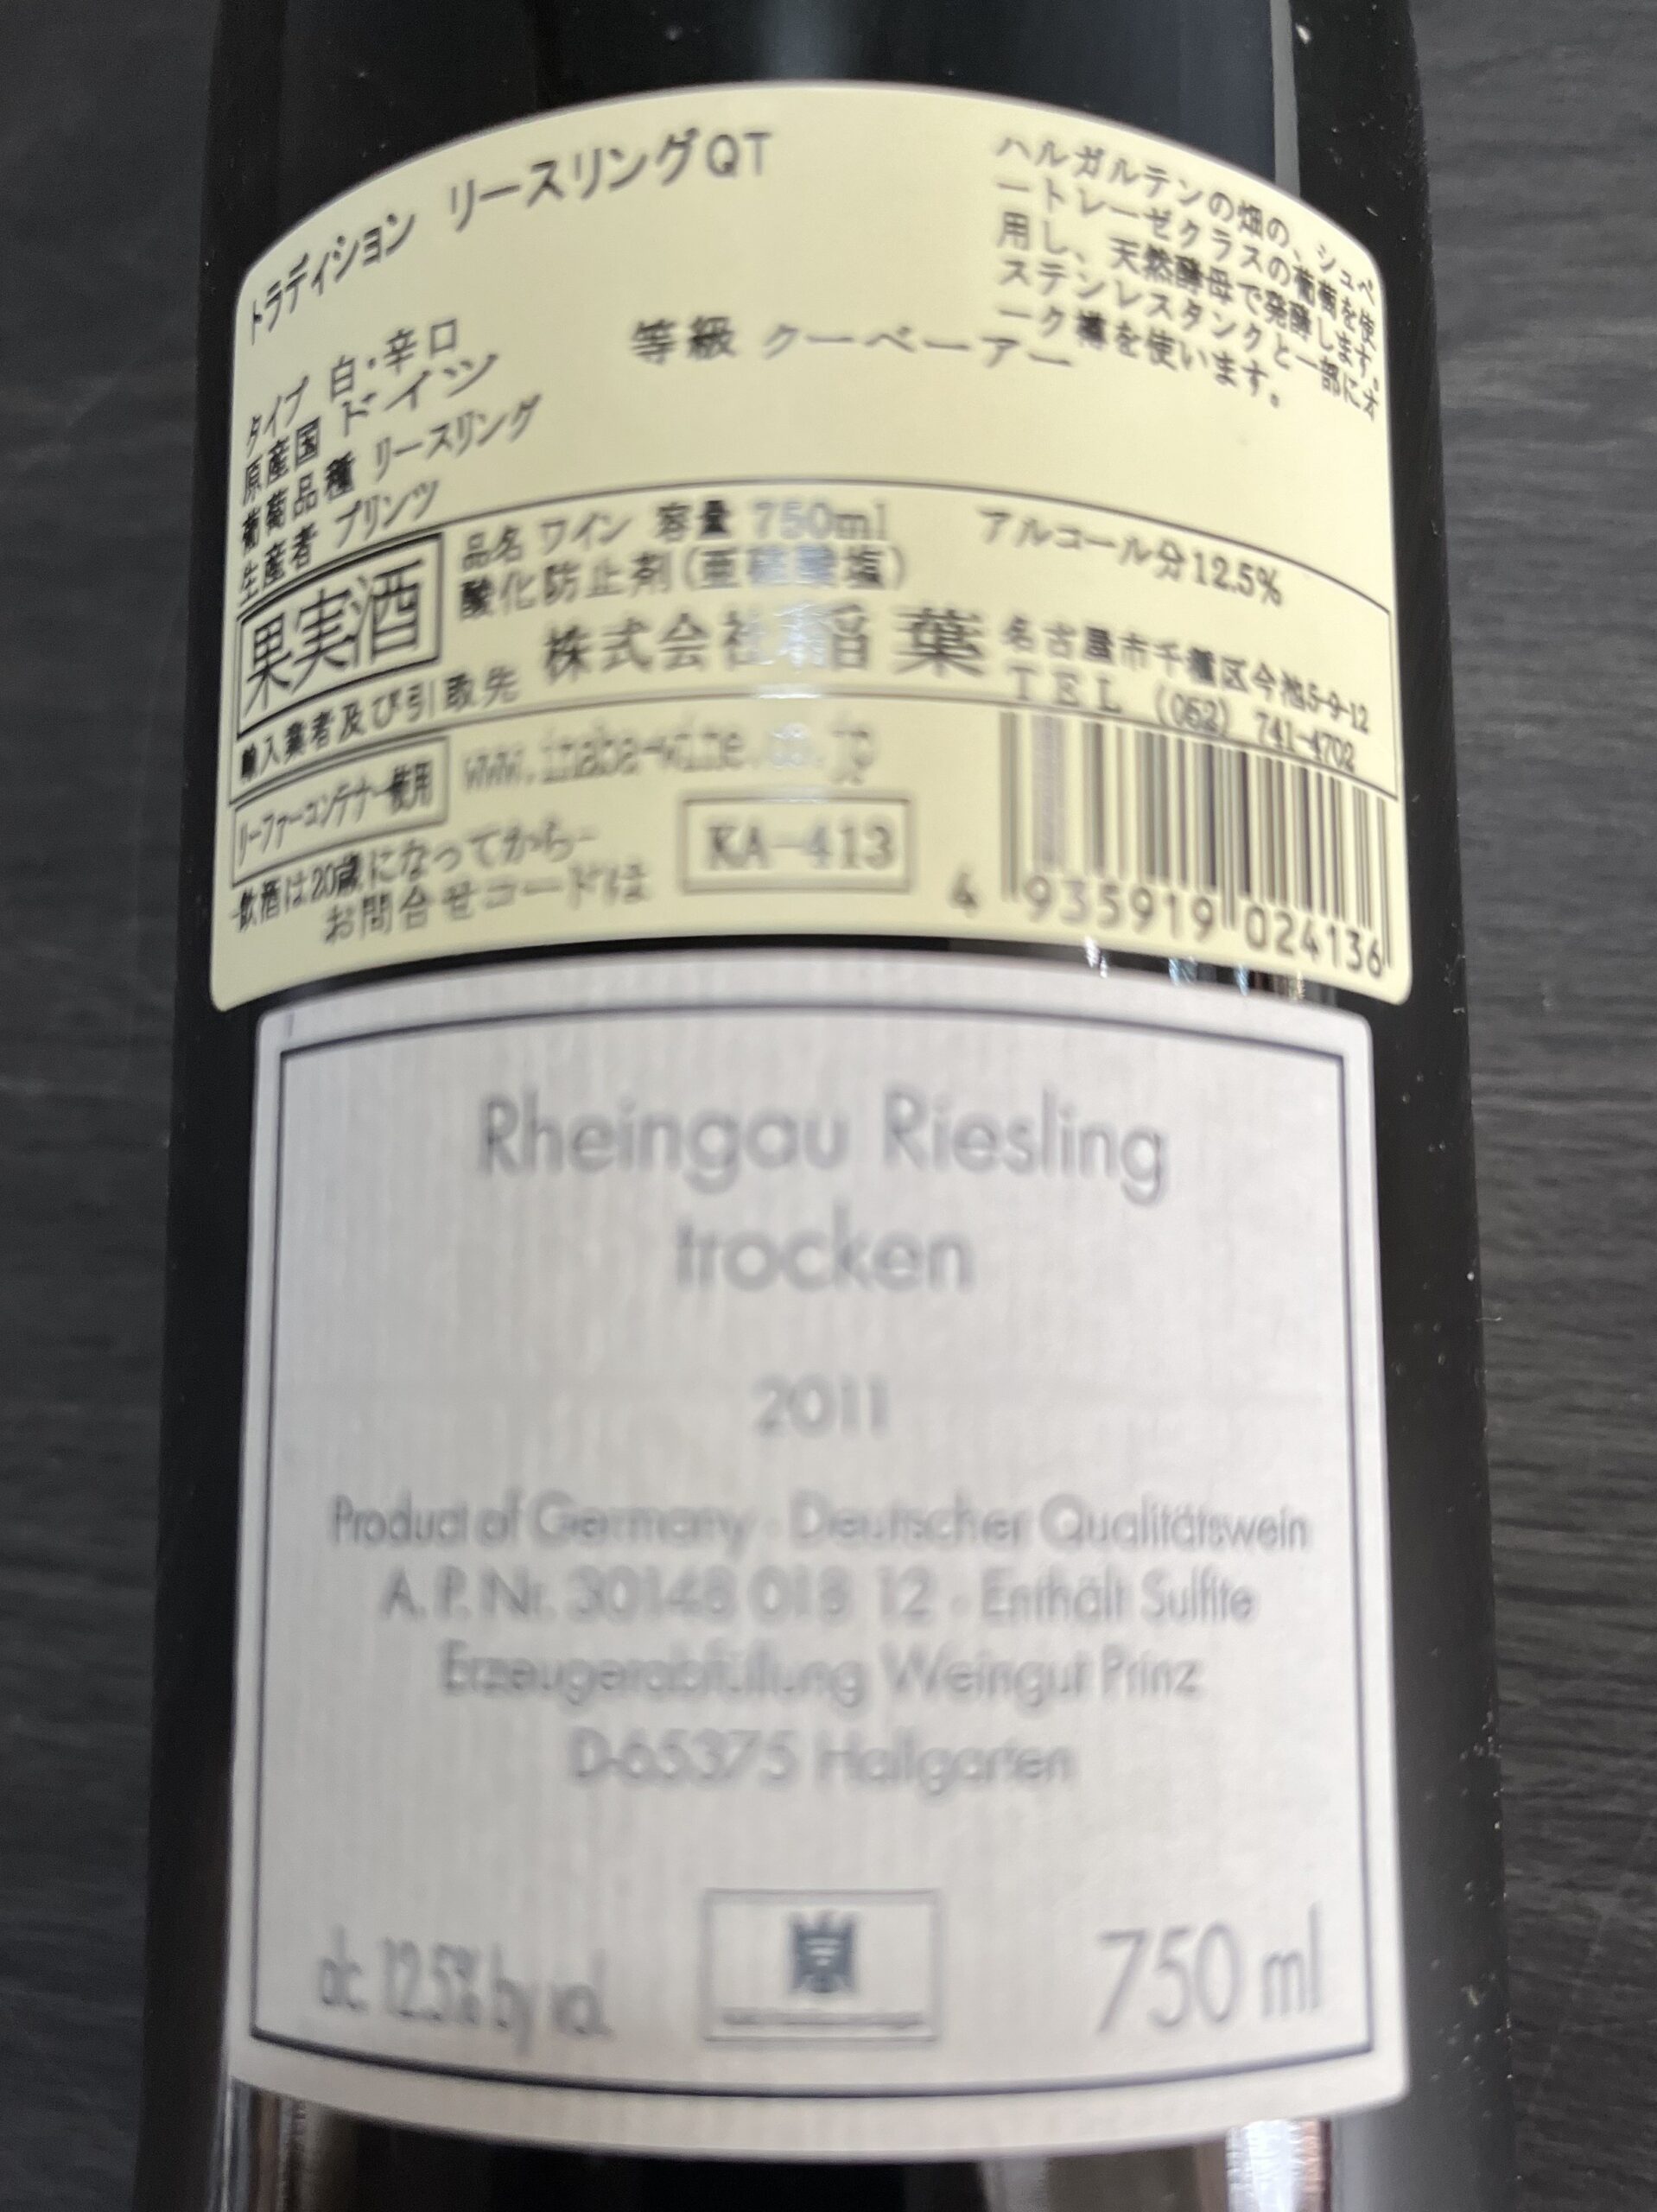 トラディション リースリングQT
ハルガルテンの畑の、シュペ
ートレーゼクラスの葡萄を使
用し、天然酵母で発酵します。
ステンレスタンクと一部にオ
ーク樽を使います。
タイプ 白・辛口
等級 クーベーアー
原産国 ドイツ
葡萄品種 リースリング
生産者 プリンツ
果実酒
品名 ワイン 容量 750ml アルコール分12.5%
酸化防止剤(亜硫酸塩)
輸入業者及び引取先 株式会社稲葉
名古屋市千種区今池5-9-12
TEL (052) 741-4702
リーファーコンテナー使用
www.inaba-wine.co.jp
飲酒は20歳になってから-
お問合せコードは KA-413
4 935919 024136
Rheingau Riesling
trocken
2011
Product of Germany · Deutscher Qualitätswein
A. P. Nr. 30148 018 12 · Enthält Sulfite
Erzeugerabfüllung Weingut Prinz
D-65375 Hallgarten
alc. 12.5% by vol.
750 ml